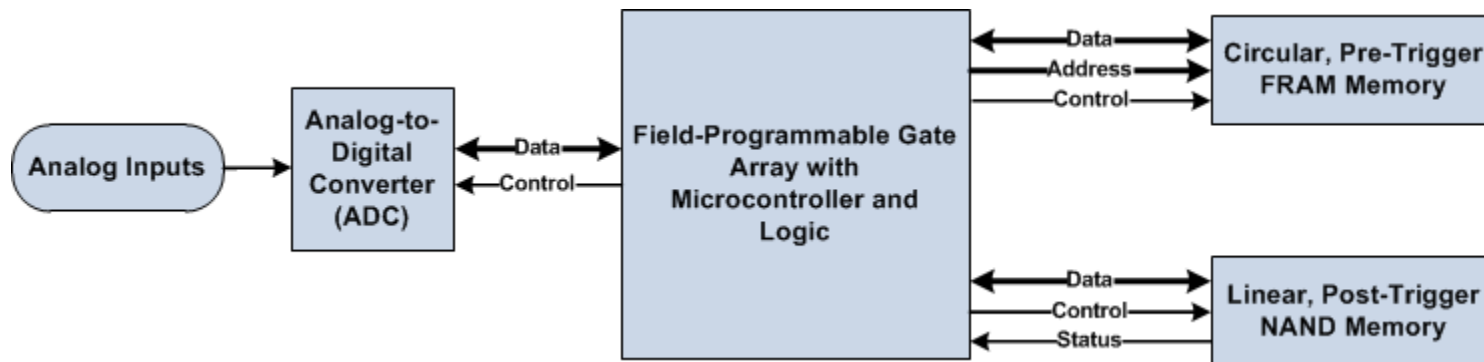 Analog Inputs
Analog-to-
Digital
Converter
(ADC)
Data
Control
Field-Programmable Gate
Array with
Microcontroller and
Logic
Data
Address
Control
Circular, Pre-Trigger
FRAM Memory
Data
Control
Status
Linear, Post-Trigger
NAND Memory